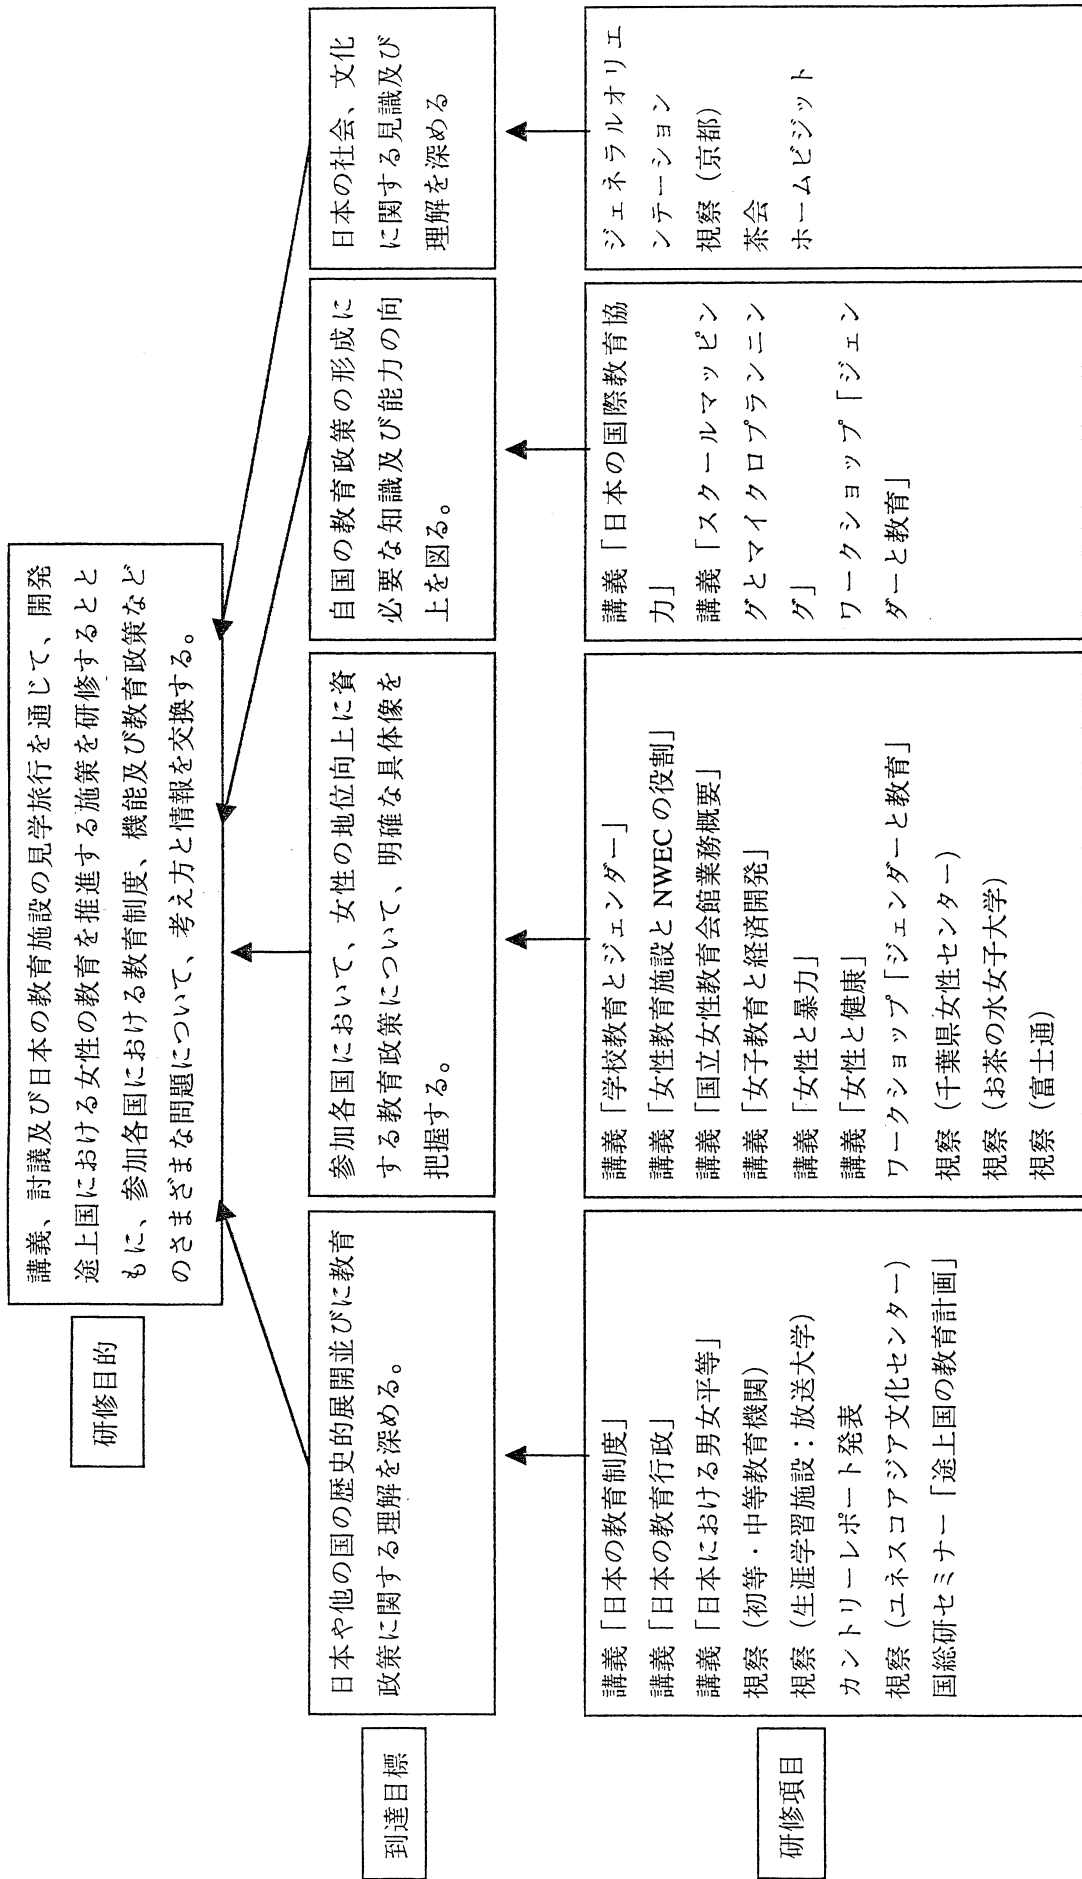 研修目的
講義、討議及び日本の教育施設の見学旅行を通じて、開発
途上国における女性の教育を推進する施策を研修するとと
もに、参加各国における教育制度、機能及び教育政策など
のさまざまな問題について、考え方と情報を交換する。
到達目標
日本や他の国の歴史的展開並びに教育
政策に関する理解を深める。
参加各国において、女性の地位向上に資
する教育政策について、明確な具体像を
把握する。
自国の教育政策の形成に
必要な知識及び能力の向
上を図る。
日本の社会、文化
に関する見識及び
理解を深める
研修項目
講義「日本の教育制度」
講義「日本の教育行政」
講義「日本における男女平等」
視察（初等・中等教育機関）
視察（生涯学習施設：放送大学）
カントリーレポート発表
視察（ユネスコアジア文化センター）
国総研セミナー「途上国の教育計画」
講義「学校教育とジェンダー」
講義「女性教育施設とNWECの役割」
講義「国立女性教育会館業務概要」
講義「女子教育と経済開発」
講義「女性と暴力」
講義「女性と健康」
ワークショップ「ジェンダーと教育」
視察（千葉県女性センター）
視察（お茶の水女子大学）
視察（富士通）
講義「日本の国際教育協
力」
講義「スクールマッピン
グとマイクロプランニン
グ」
ワークショップ「ジェン
ダーと教育」
ジェネラルオリエ
ンテーション
視察（京都）
茶会
ホームビジット